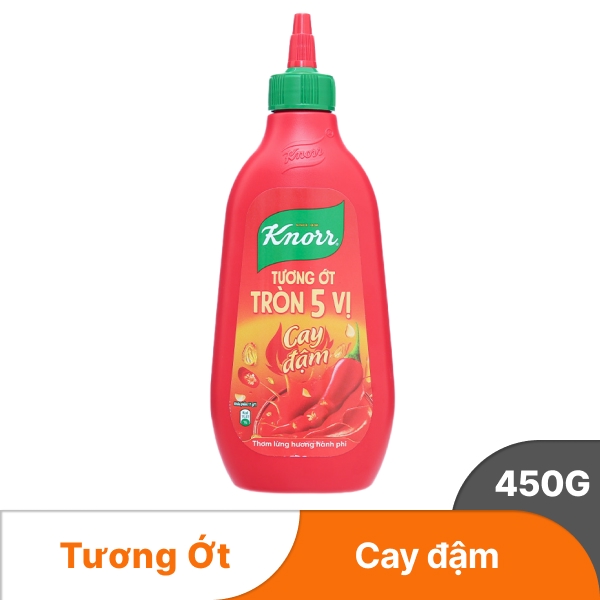 Knorr
Knorr
TƯƠNG ỚT
TRÒN 5 VỊ
Cay
đậm
Thơm lừng hương hành phi
450G
Tương Ớt
Cay đậm